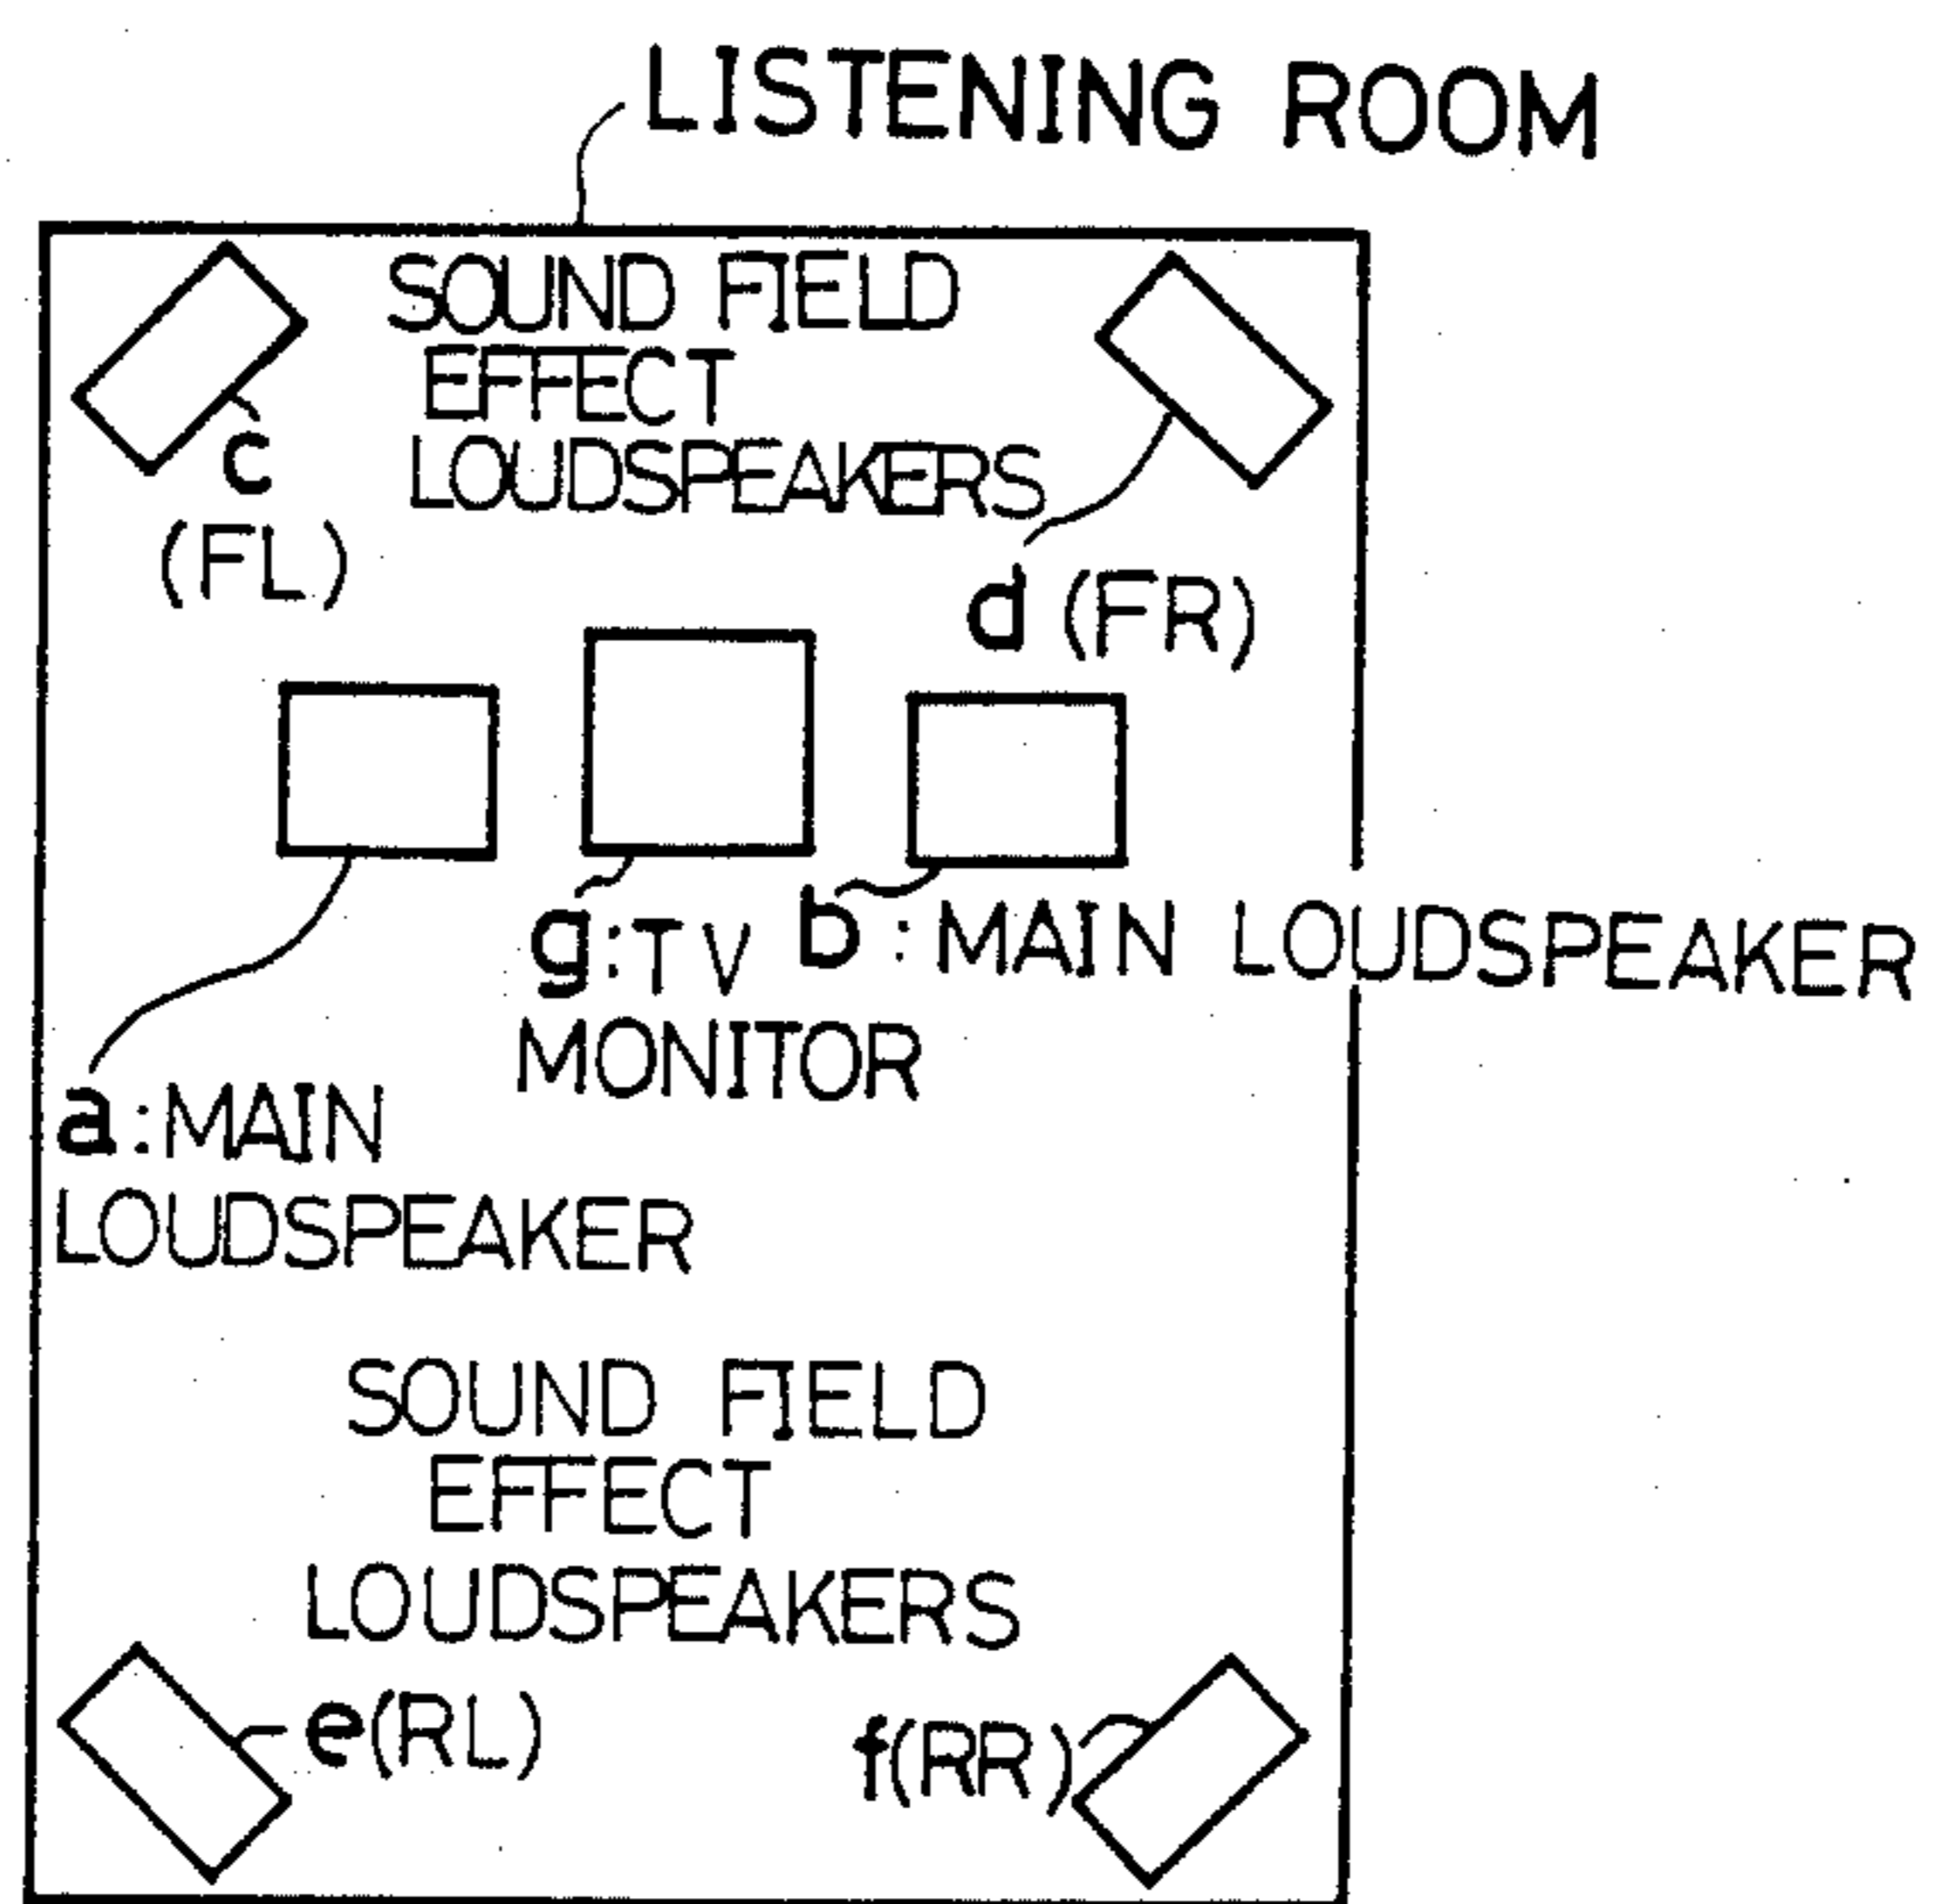 LISTENING ROOM
SOUND FIELD
EFFECT
LOUDSPEAKERS
c
(FL)
d (FR)
g:TV
MONITOR
b: MAIN LOUDSPEAKER
a:MAIN
LOUDSPEAKER
SOUND FIELD
EFFECT
LOUDSPEAKERS
e(RL)
f(RR)